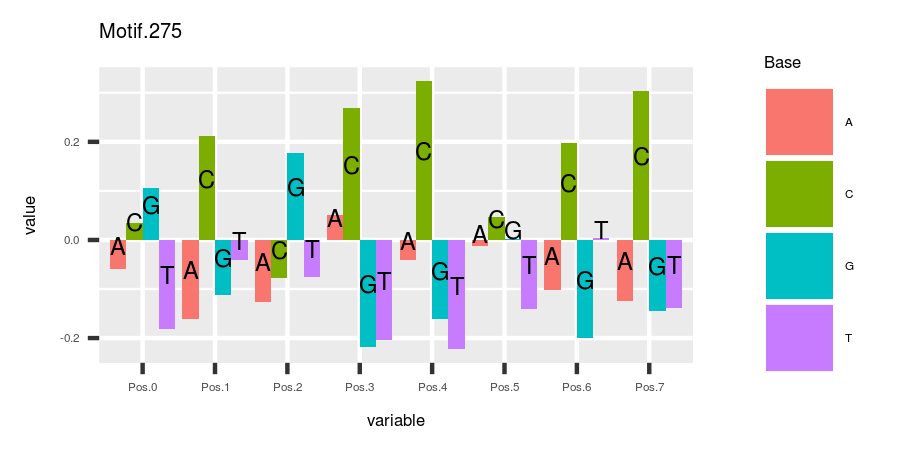 Motif.275
Base
A
C
G
T
value
0.2
0.0
-0.2
A C G T A C G T A C G T A C G T A C G T A C G T A C G T A C G T
Pos.0 Pos.1 Pos.2 Pos.3 Pos.4 Pos.5 Pos.6 Pos.7
variable